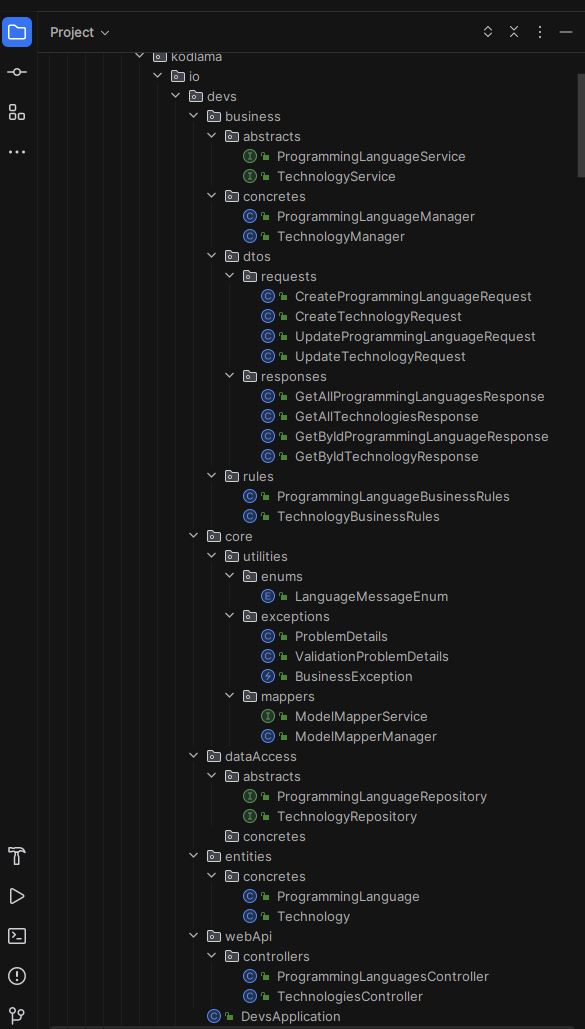 Project
kodlama
io
devs
business
abstracts
ProgrammingLanguageService
TechnologyService
concretes
ProgrammingLanguageManager
TechnologyManager
dtos
requests
CreateProgrammingLanguageRequest
CreateTechnologyRequest
UpdateProgrammingLanguageRequest
UpdateTechnologyRequest
responses
GetAllProgrammingLanguagesResponse
GetAllTechnologiesResponse
GetByIdProgrammingLanguageResponse
GetByIdTechnologyResponse
rules
ProgrammingLanguageBusinessRules
TechnologyBusinessRules
core
utilities
enums
LanguageMessageEnum
exceptions
ProblemDetails
ValidationProblemDetails
BusinessException
mappers
ModelMapperService
ModelMapperManager
dataAccess
abstracts
ProgrammingLanguageRepository
TechnologyRepository
concretes
entities
concretes
ProgrammingLanguage
Technology
webApi
controllers
ProgrammingLanguagesController
TechnologiesController
DevsApplication